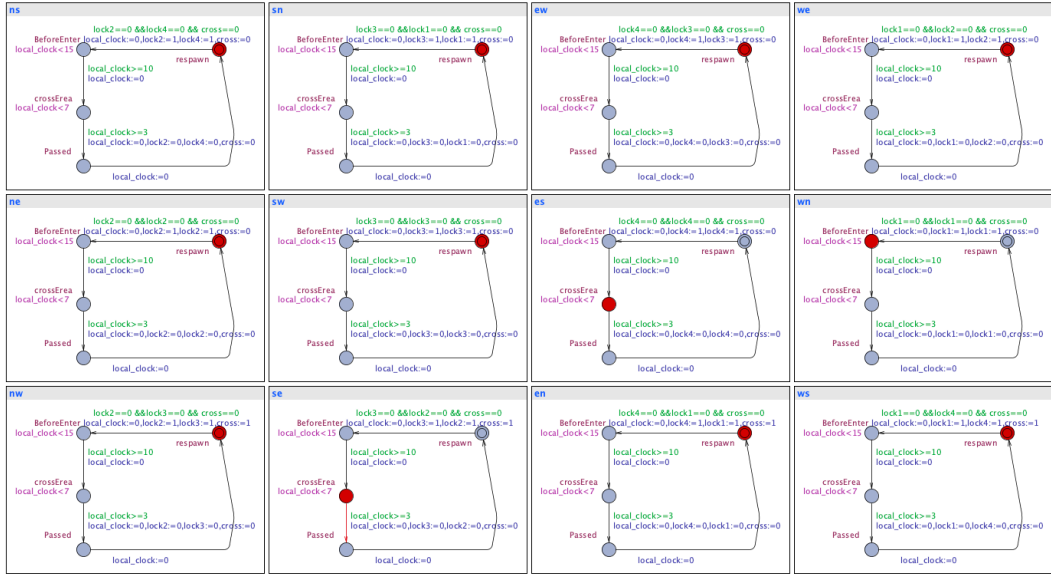 ns
lock2==0 &&lock4==0 && cross==0
BeforeEnter local_clock:=0,lock2:=1,lock4:=1,cross:=0
local_clock<15
respawn
local_clock>=10
local_clock:=0
crossErea
local_clock<7
local_clock>=3
local_clock:=0,lock2:=0,lock4:=0,cross:=0
Passed
local_clock:=0
sn
lock3==0 &&lock1==0 && cross==0
BeforeEnter local_clock:=0,lock3:=1,lock1:=1,cross:=0
local_clock<15
respawn
local_clock>=10
local_clock:=0
crossErea
local_clock<7
local_clock>=3
local_clock:=0,lock3:=0,lock1:=0,cross:=0
Passed
local_clock:=0
ew
lock4==0 &&lock3==0 && cross==0
BeforeEnter local_clock:=0,lock4:=1,lock3:=1,cross:=0
local_clock<15
respawn
local_clock>=10
local_clock:=0
crossErea
local_clock<7
local_clock>=3
local_clock:=0,lock4:=0,lock3:=0,cross:=0
Passed
local_clock:=0
we
lock1==0 &&lock2==0 && cross==0
BeforeEnter local_clock:=0,lock1:=1,lock2:=1,cross:=0
local_clock<15
respawn
local_clock>=10
local_clock:=0
crossErea
local_clock<7
local_clock>=3
local_clock:=0,lock1:=0,lock2:=0,cross:=0
Passed
local_clock:=0
ne
lock2==0 &&lock2==0 && cross==0
BeforeEnter local_clock:=0,lock2:=1,lock2:=1,cross:=0
local_clock<15
respawn
local_clock>=10
local_clock:=0
crossErea
local_clock<7
local_clock>=3
local_clock:=0,lock2:=0,lock2:=0,cross:=0
Passed
local_clock:=0
sw
lock3==0 &&lock3==0 && cross==0
BeforeEnter local_clock:=0,lock3:=1,lock3:=1,cross:=0
local_clock<15
respawn
local_clock>=10
local_clock:=0
crossErea
local_clock<7
local_clock>=3
local_clock:=0,lock3:=0,lock3:=0,cross:=0
Passed
local_clock:=0
es
lock4==0 &&lock4==0 && cross==0
BeforeEnter local_clock:=0,lock4:=1,lock4:=1,cross:=0
local_clock<15
respawn
local_clock>=10
local_clock:=0
crossErea
local_clock<7
local_clock>=3
local_clock:=0,lock4:=0,lock4:=0,cross:=0
Passed
local_clock:=0
wn
lock1==0 &&lock1==0 && cross==0
BeforeEnter local_clock:=0,lock1:=1,lock1:=1,cross:=0
local_clock<15
respawn
local_clock>=10
local_clock:=0
crossErea
local_clock<7
local_clock>=3
local_clock:=0,lock1:=0,lock1:=0,cross:=0
Passed
local_clock:=0
nw
lock2==0 &&lock3==0 && cross==0
BeforeEnter local_clock:=0,lock2:=1,lock3:=1,cross:=1
local_clock<15
respawn
local_clock>=10
local_clock:=0
crossErea
local_clock<7
local_clock>=3
local_clock:=0,lock2:=0,lock3:=0,cross:=0
Passed
local_clock:=0
se
lock3==0 &&lock2==0 && cross==0
BeforeEnter local_clock:=0,lock3:=1,lock2:=1,cross:=1
local_clock<15
respawn
local_clock>=10
local_clock:=0
crossErea
local_clock<7
local_clock>=3
local_clock:=0,lock3:=0,lock2:=0,cross:=0
Passed
local_clock:=0
en
lock4==0 &&lock1==0 && cross==0
BeforeEnter local_clock:=0,lock4:=1,lock1:=1,cross:=1
local_clock<15
respawn
local_clock>=10
local_clock:=0
crossErea
local_clock<7
local_clock>=3
local_clock:=0,lock4:=0,lock1:=0,cross:=0
Passed
local_clock:=0
ws
lock1==0 &&lock4==0 && cross==0
BeforeEnter local_clock:=0,lock1:=1,lock4:=1,cross:=1
local_clock<15
respawn
local_clock>=10
local_clock:=0
crossErea
local_clock<7
local_clock>=3
local_clock:=0,lock1:=0,lock4:=0,cross:=0
Passed
local_clock:=0